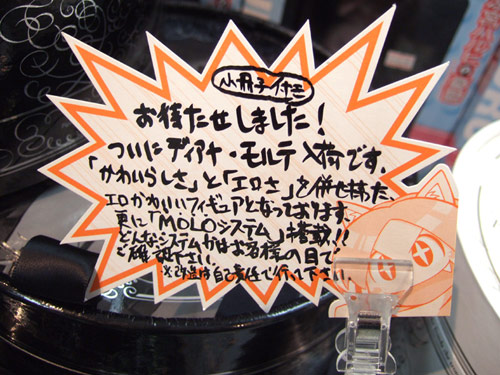 小冊子付き
お待たせしました!
ついにディアナ・モルテ入荷です。
「かわいらしさ」と「エロさ」を併せ持った、
エロかわいいフィギュアとなっております。
更に「MOLOシステム」搭載!!
どんなシステムかはお客様の目で
ご確認下さい。
※改造は自己責任で行って下さい。